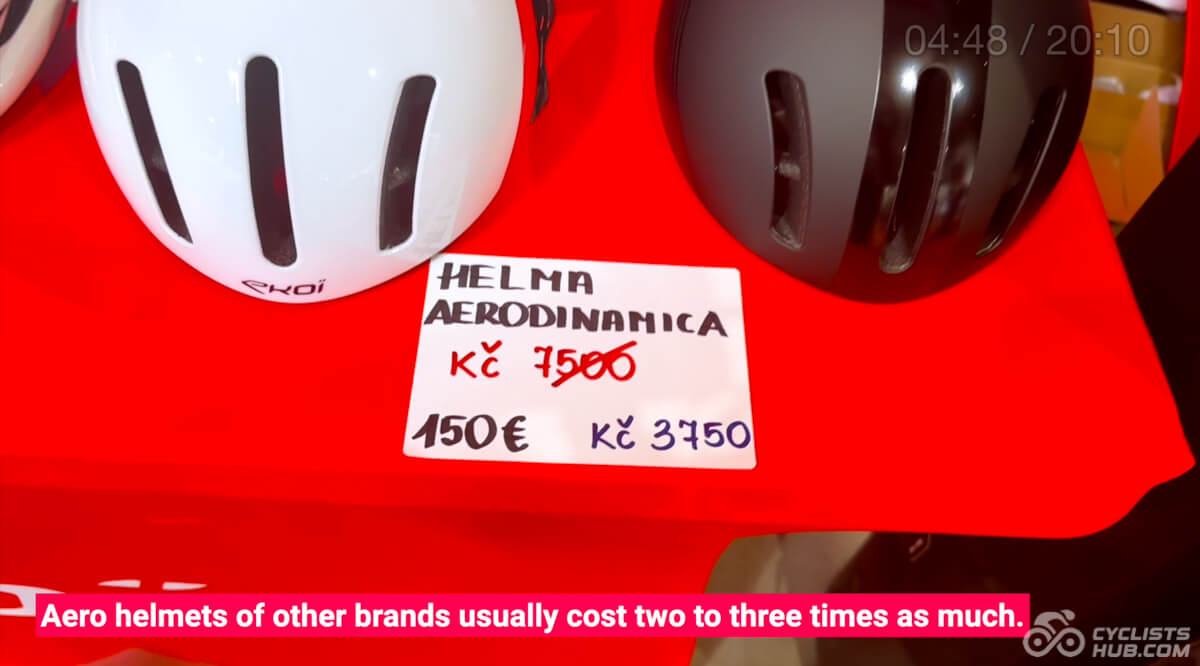 04:48 / 20:10
eKOÏ
HELMA
AERODINAMICA
Kč 7500
150€ Kč 3750
Aero helmets of other brands usually cost two to three times as much.
CYCLISTS
HUB.COM